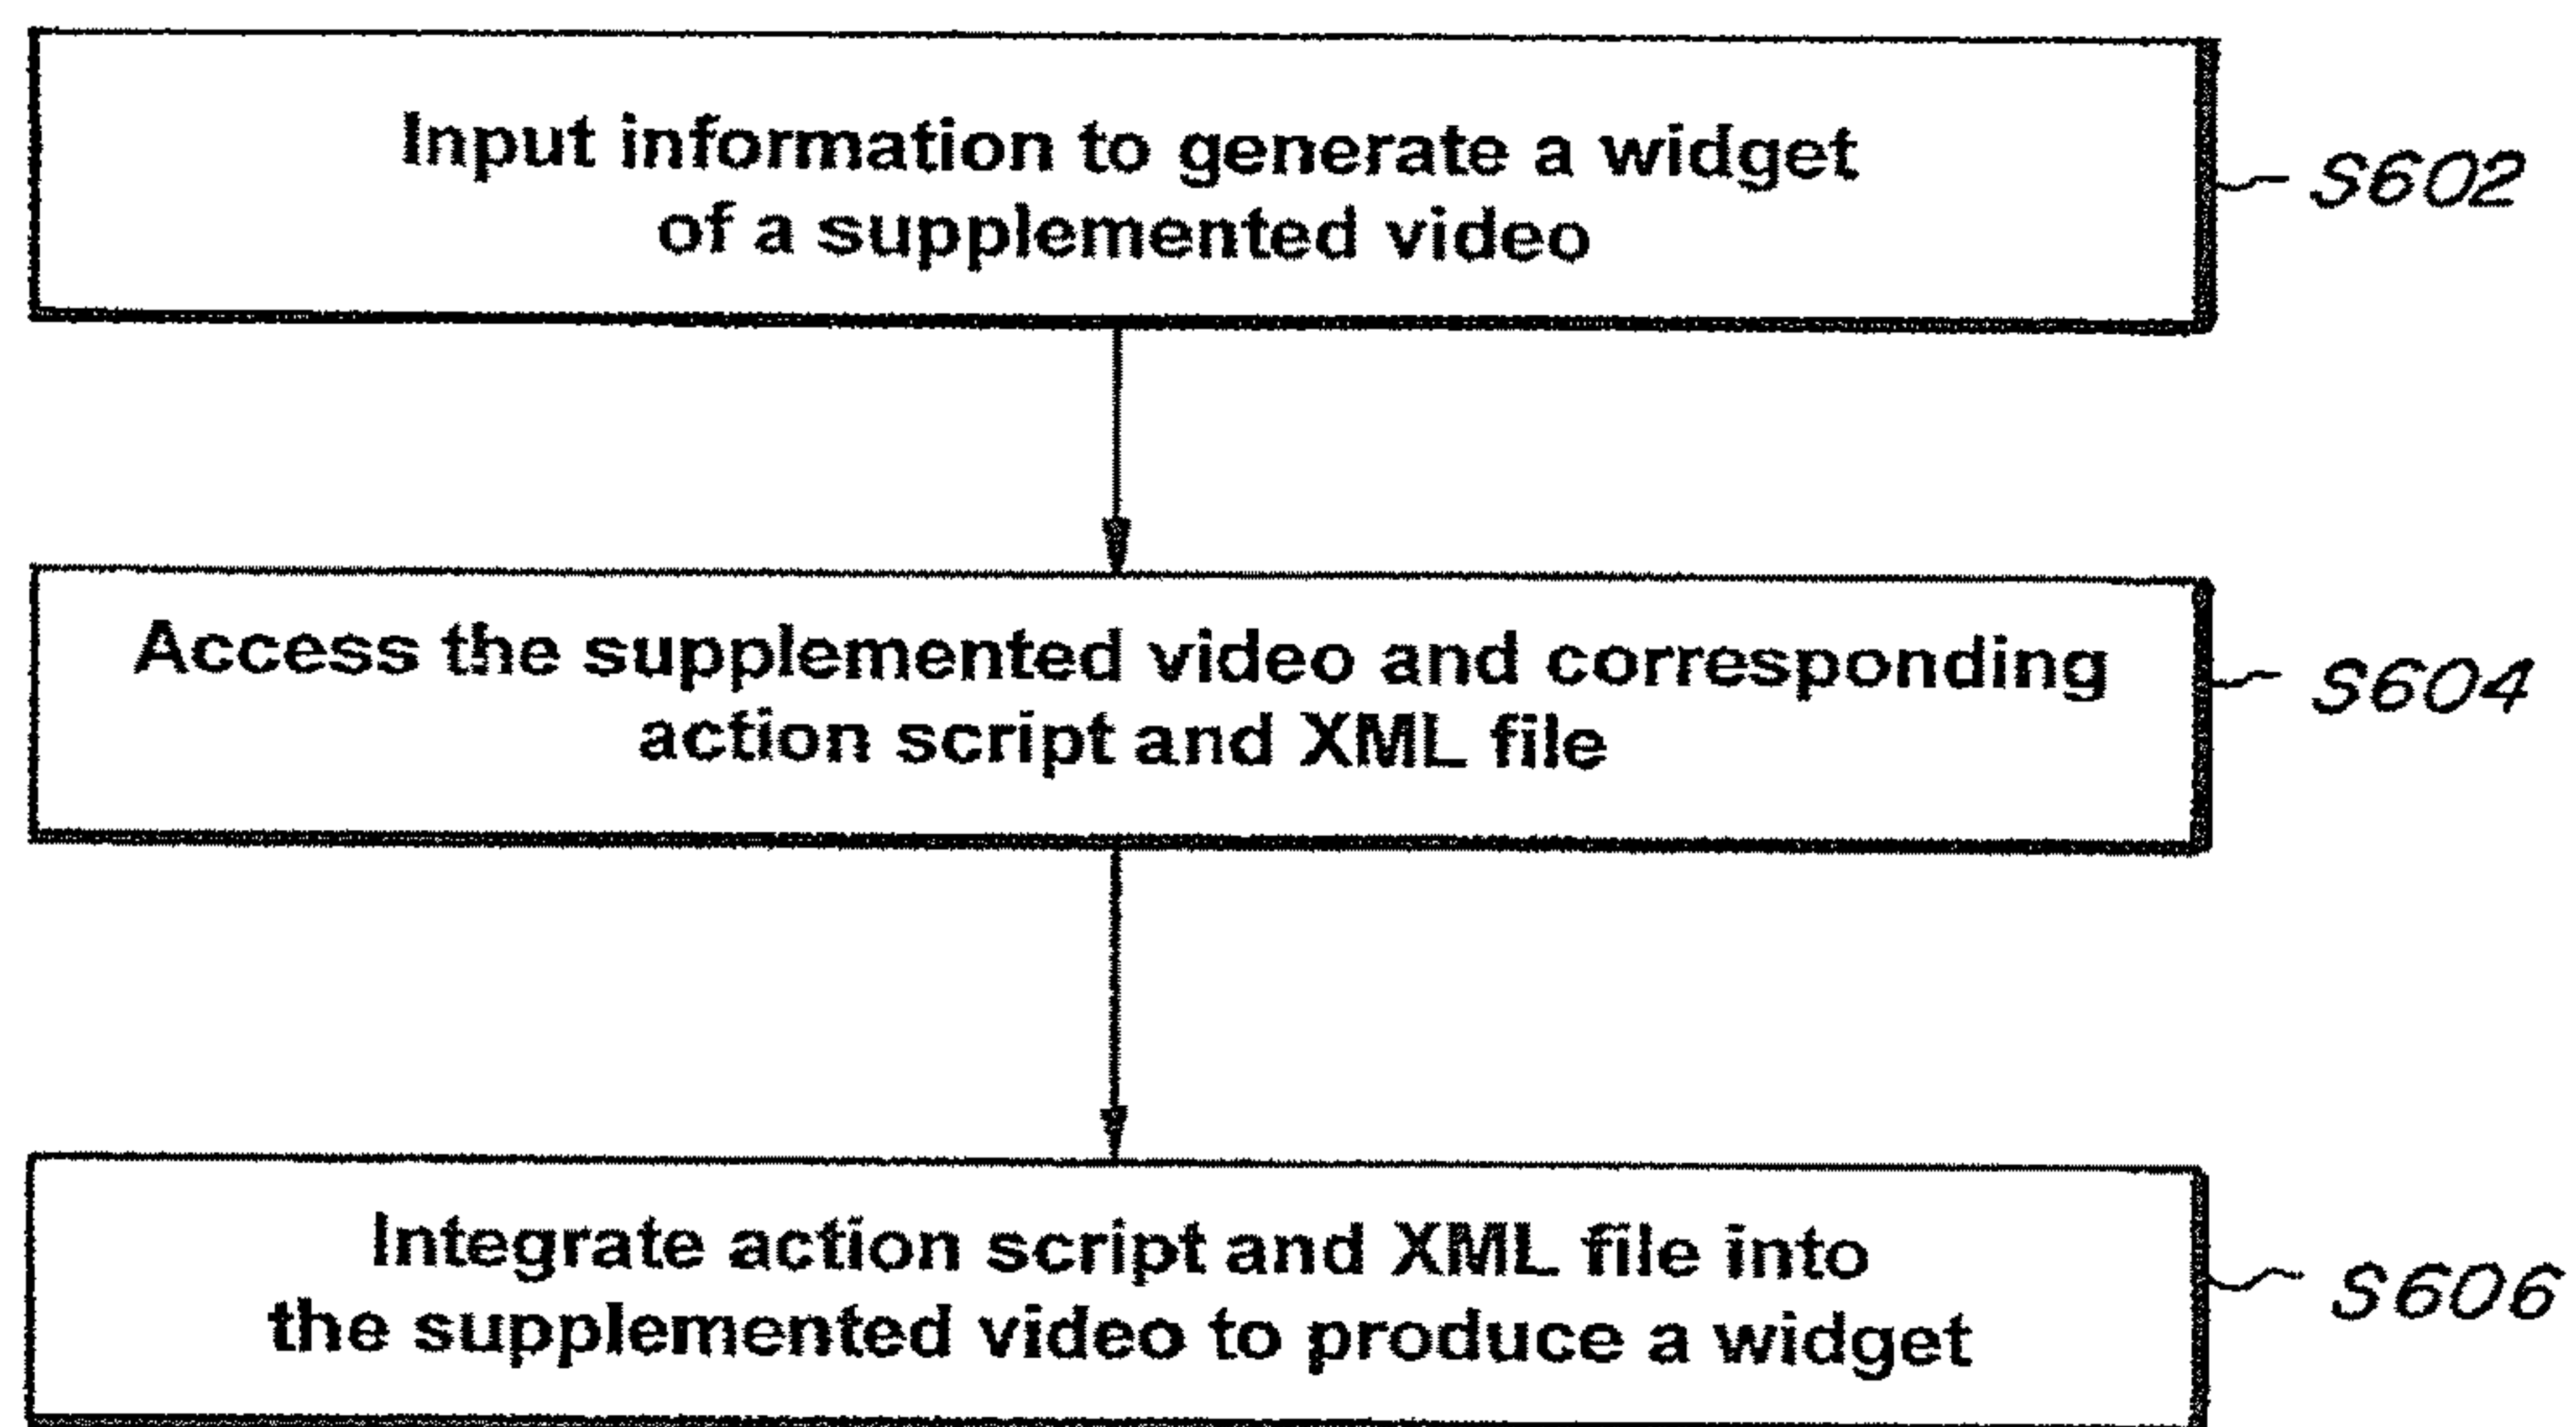 Input information to generate a widget
of a supplemented video
S602
Access the supplemented video and corresponding
action script and XML file
S604
Integrate action script and XML file into
the supplemented video to produce a widget
S606